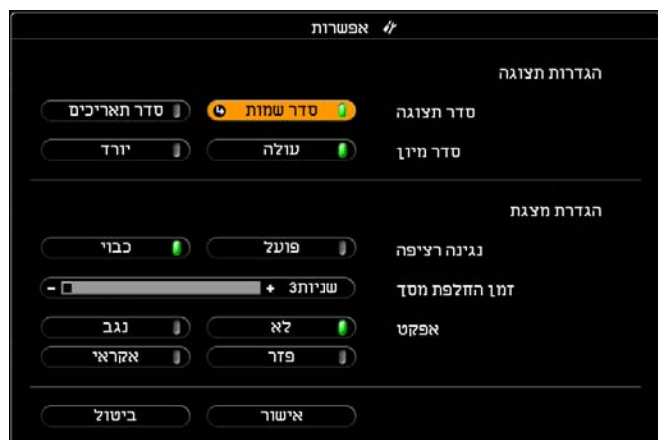 אפשרות
הגדרות תצוגה
סדר תצוגה סדר שמות סדר תאריכים
סדר מיון עולה יורד
הגדרת מצגת
נגינה רציפה פועל כבוי
זמן החלפת מסך שניות3 + -
אפקט לא נגב
פזר אקראי
אישור ביטול